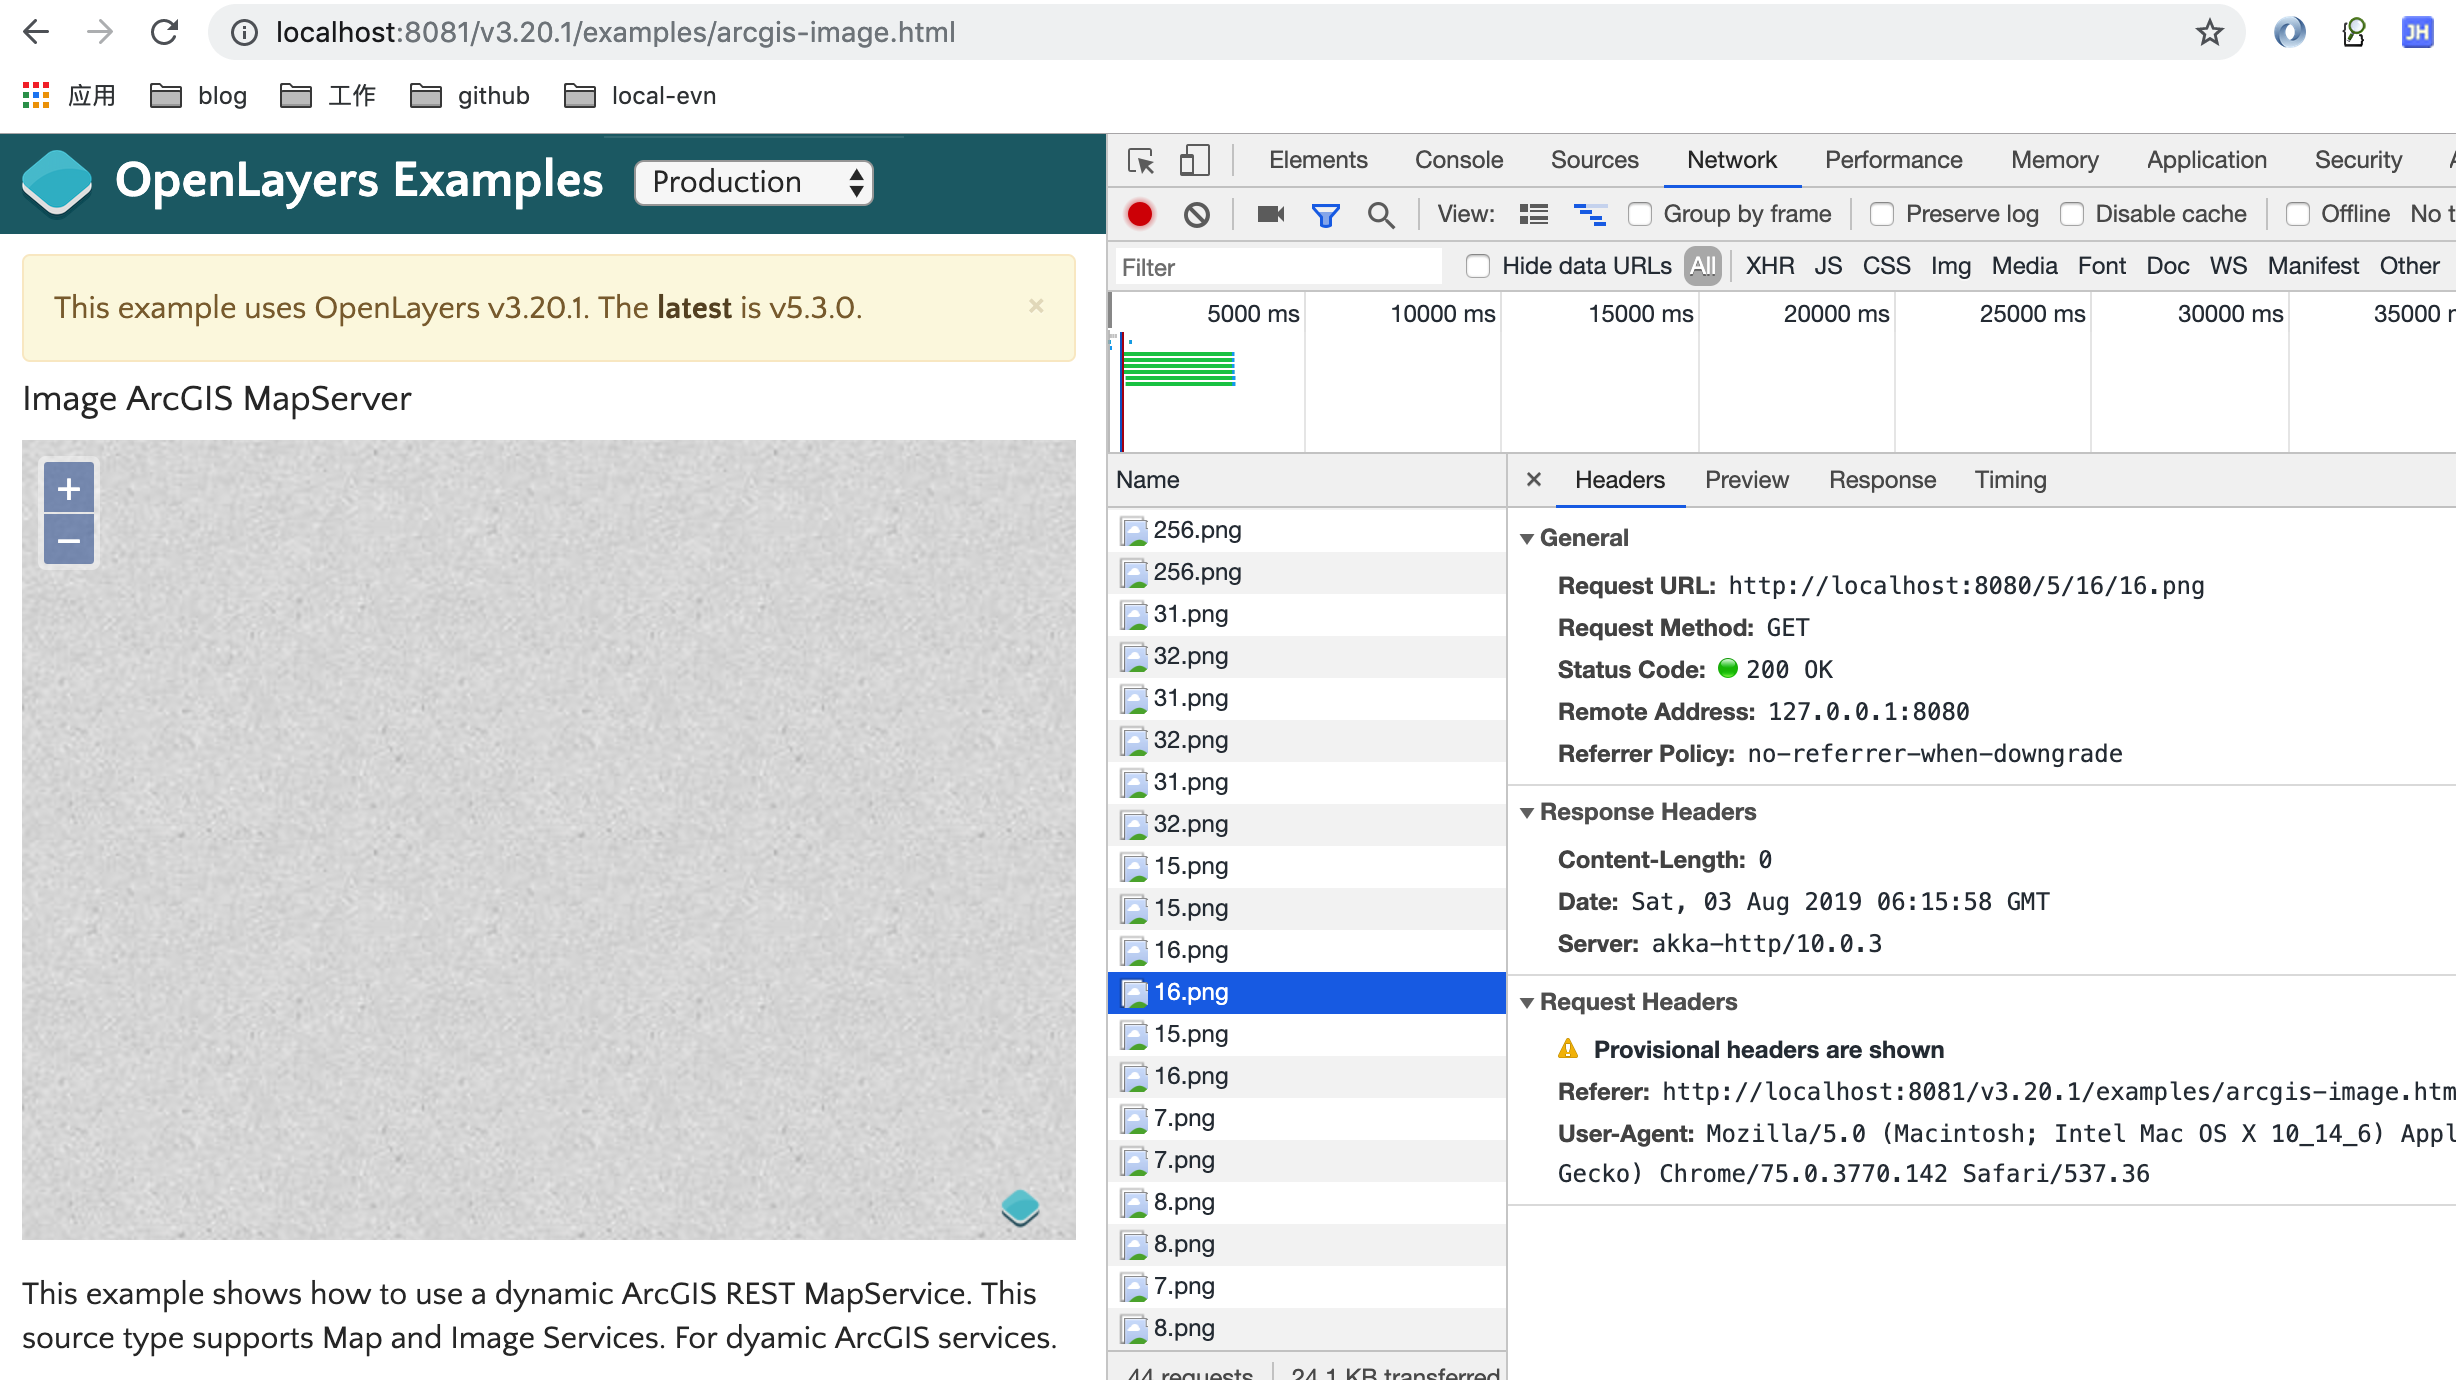 localhost:8081/v3.20.1/examples/arcgis-image.html
JH
应用 blog 工作 github local-evn
OpenLayers Examples Production
This example uses OpenLayers v3.20.1. The latest is v5.3.0. ×
Image ArcGIS MapServer
+
−
This example shows how to use a dynamic ArcGIS REST MapService. This
source type supports Map and Image Services. For dyamic ArcGIS services.
Elements Console Sources Network Performance Memory Application Security
View: Group by frame Preserve log Disable cache Offline No t
Filter Hide data URLs All XHR JS CSS Img Media Font Doc WS Manifest Other
5000 ms 10000 ms 15000 ms 20000 ms 25000 ms 30000 ms 35000
Name
256.png
256.png
31.png
32.png
31.png
32.png
31.png
32.png
15.png
15.png
16.png
16.png
15.png
16.png
7.png
7.png
8.png
8.png
7.png
8.png
44 requests 24.1 KB transferred
× Headers Preview Response Timing
General
Request URL: http://localhost:8080/5/16/16.png
Request Method: GET
Status Code: 200 OK
Remote Address: 127.0.0.1:8080
Referrer Policy: no-referrer-when-downgrade
Response Headers
Content-Length: 0
Date: Sat, 03 Aug 2019 06:15:58 GMT
Server: akka-http/10.0.3
Request Headers
Provisional headers are shown
Referer: http://localhost:8081/v3.20.1/examples/arcgis-image.htm
User-Agent: Mozilla/5.0 (Macintosh; Intel Mac OS X 10_14_6) Appl
Gecko) Chrome/75.0.3770.142 Safari/537.36